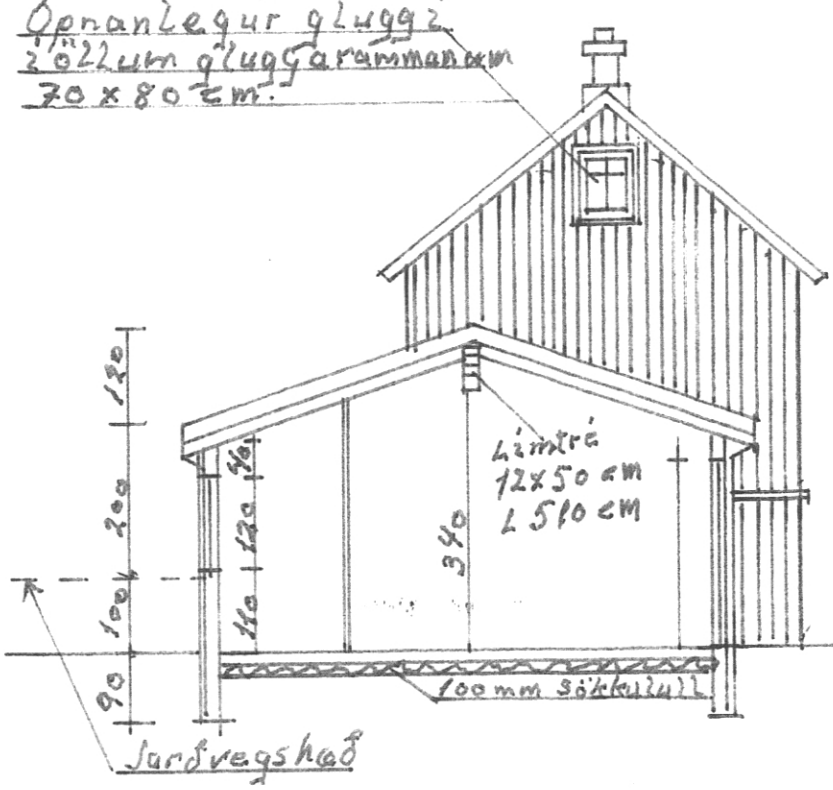 Opnanlegur gluggi
í öllum gluggarammanum
70 x 80 cm.
120
200
100
90
40
120
110
340
Límtré
12x50 cm
L 510 cm
100 mm sökkulull
Jarðvegshæð